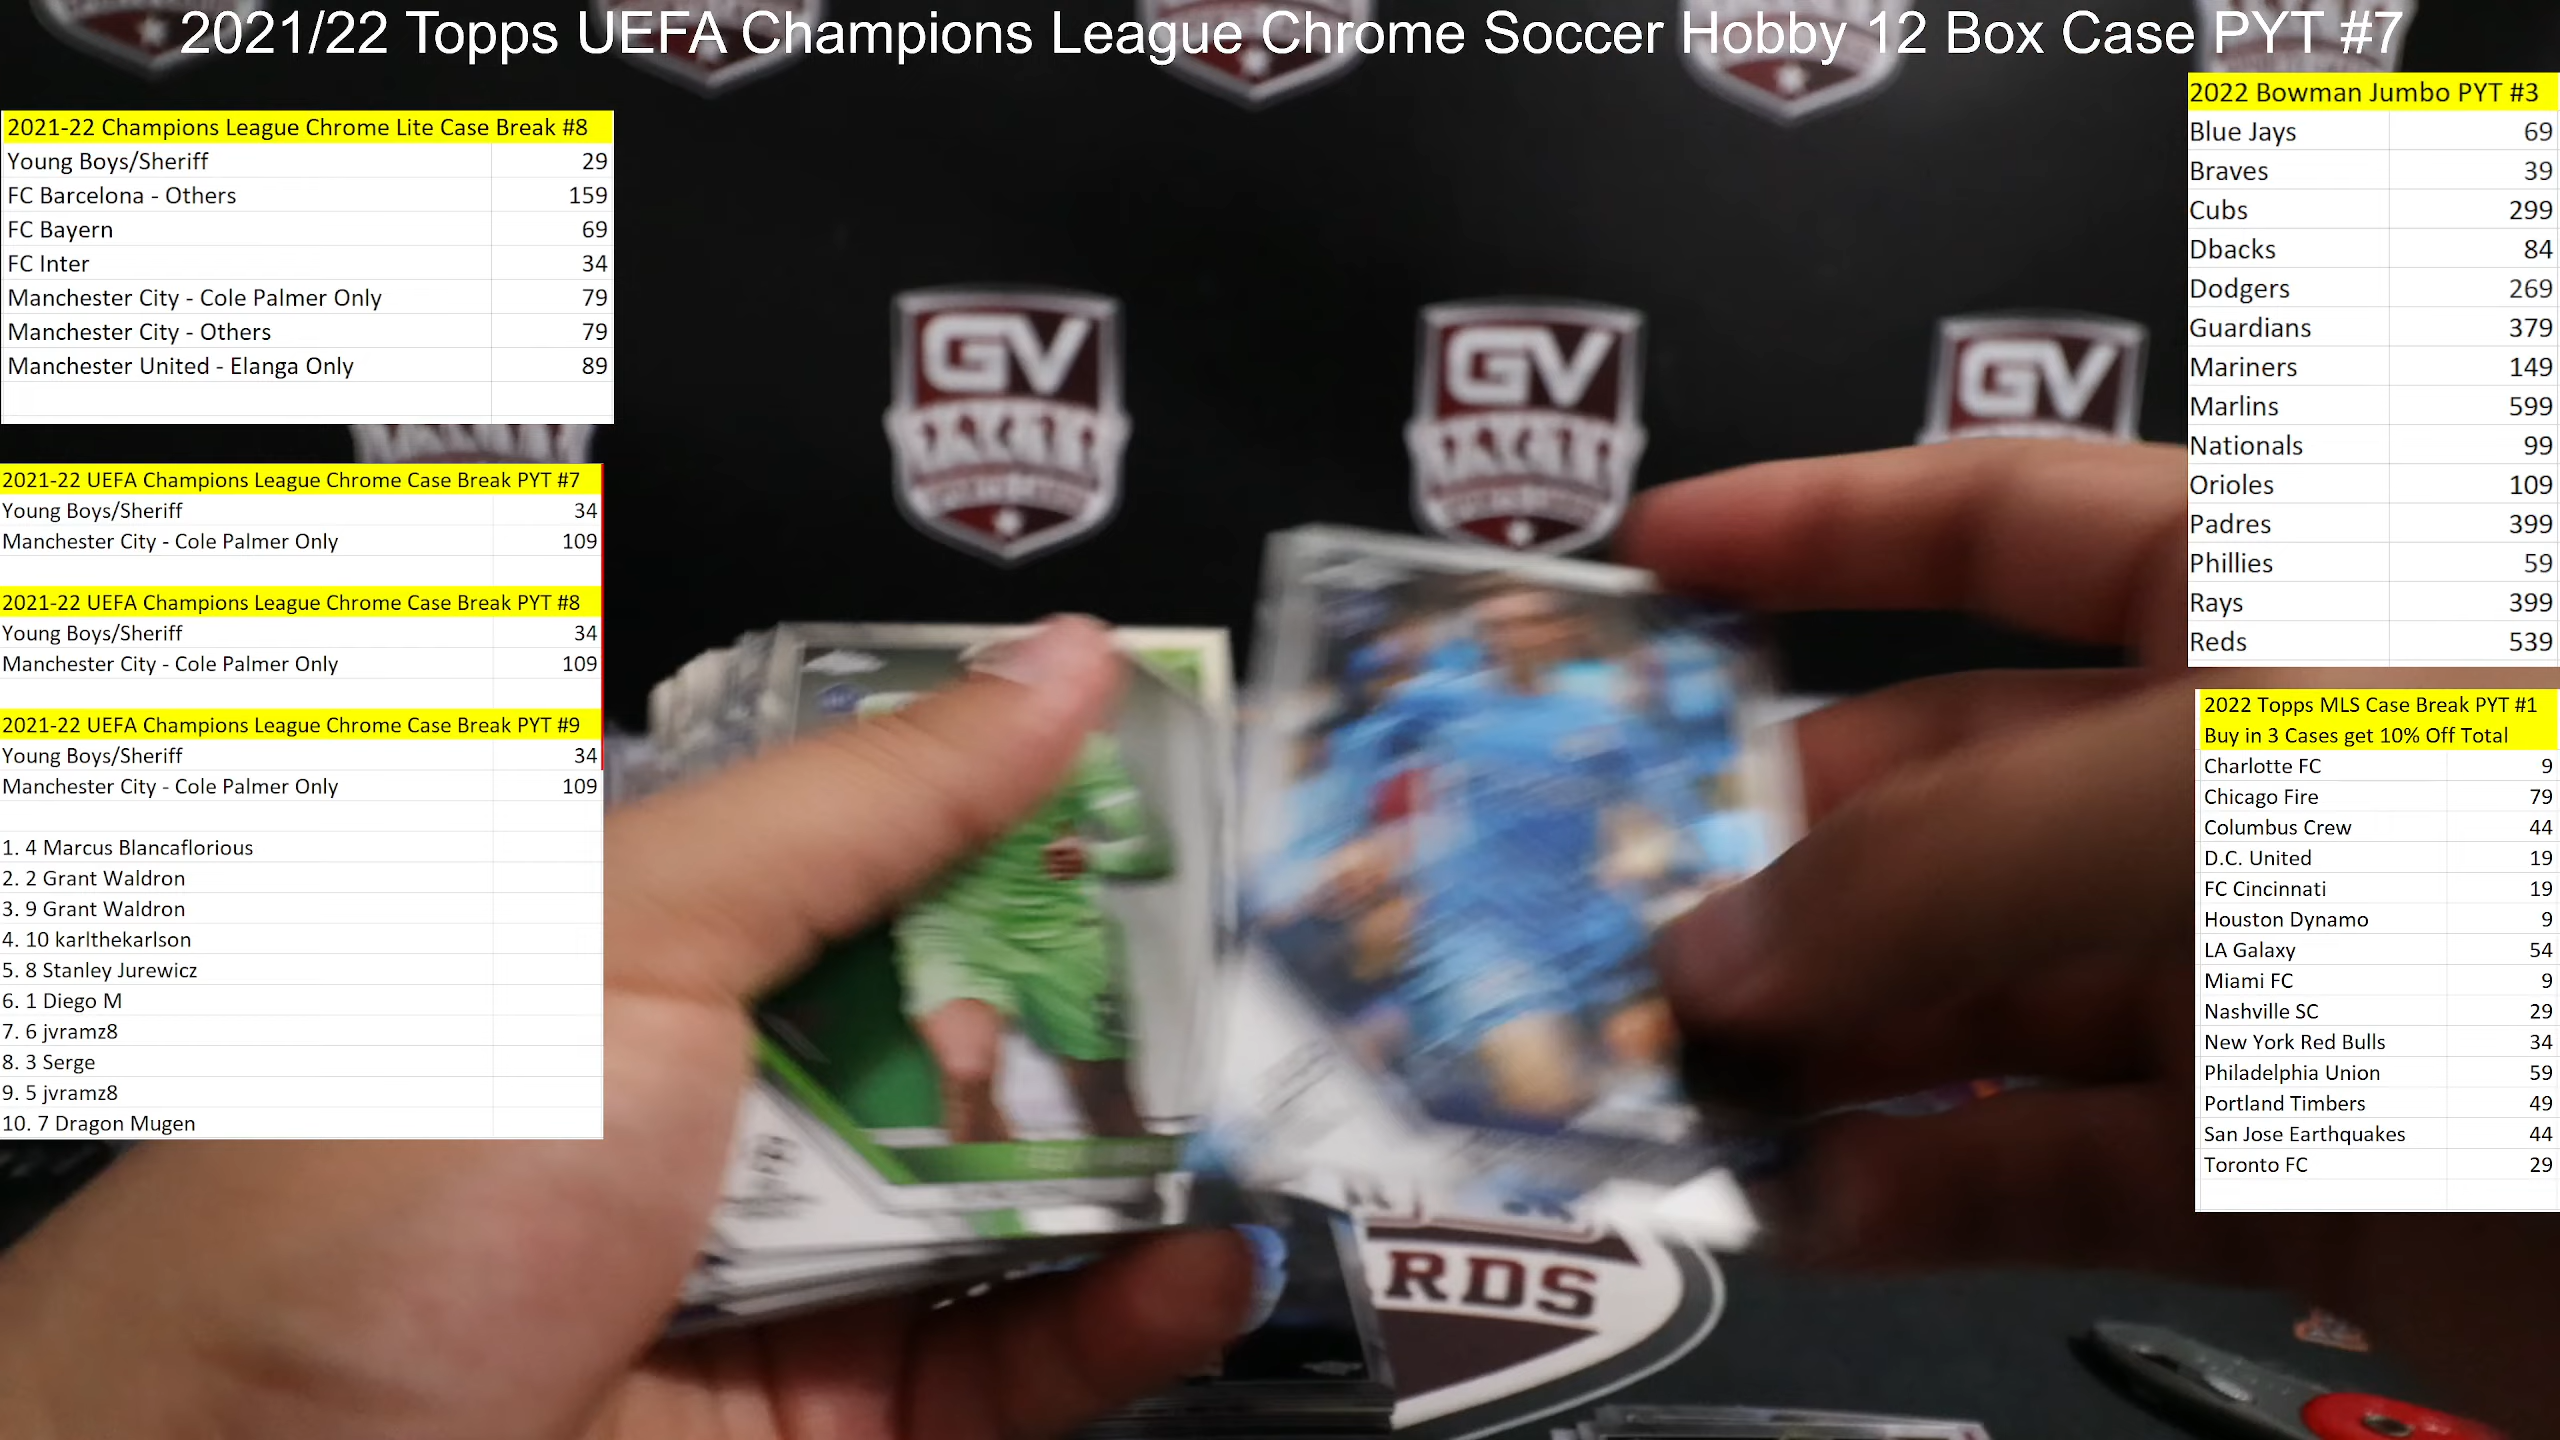 2021/22 Topps UEFA Champions League Chrome Soccer Hobby 12 Box Case PYT #7
2021-22 Champions League Chrome Lite Case Break #8
Young Boys/Sheriff 29
FC Barcelona - Others 159
FC Bayern 69
FC Inter 34
Manchester City - Cole Palmer Only 79
Manchester City - Others 79
Manchester United - Elanga Only 89
2021-22 UEFA Champions League Chrome Case Break PYT #7
Young Boys/Sheriff 34
Manchester City - Cole Palmer Only 109
2021-22 UEFA Champions League Chrome Case Break PYT #8
Young Boys/Sheriff 34
Manchester City - Cole Palmer Only 109
2021-22 UEFA Champions League Chrome Case Break PYT #9
Young Boys/Sheriff 34
Manchester City - Cole Palmer Only 109
1. 4 Marcus Blancaflorious
2. 2 Grant Waldron
3. 9 Grant Waldron
4. 10 karlthekarlson
5. 8 Stanley Jurewicz
6. 1 Diego M
7. 6 jvramz8
8. 3 Serge
9. 5 jvramz8
10. 7 Dragon Mugen
GV
GV
GV
RDS
2022 Bowman Jumbo PYT #3
Blue Jays 69
Braves 39
Cubs 299
Dbacks 84
Dodgers 269
Guardians 379
Mariners 149
Marlins 599
Nationals 99
Orioles 109
Padres 399
Phillies 59
Rays 399
Reds 539
2022 Topps MLS Case Break PYT #1
Buy in 3 Cases get 10% Off Total
Charlotte FC 9
Chicago Fire 79
Columbus Crew 44
D.C. United 19
FC Cincinnati 19
Houston Dynamo 9
LA Galaxy 54
Miami FC 9
Nashville SC 29
New York Red Bulls 34
Philadelphia Union 59
Portland Timbers 49
San Jose Earthquakes 44
Toronto FC 29